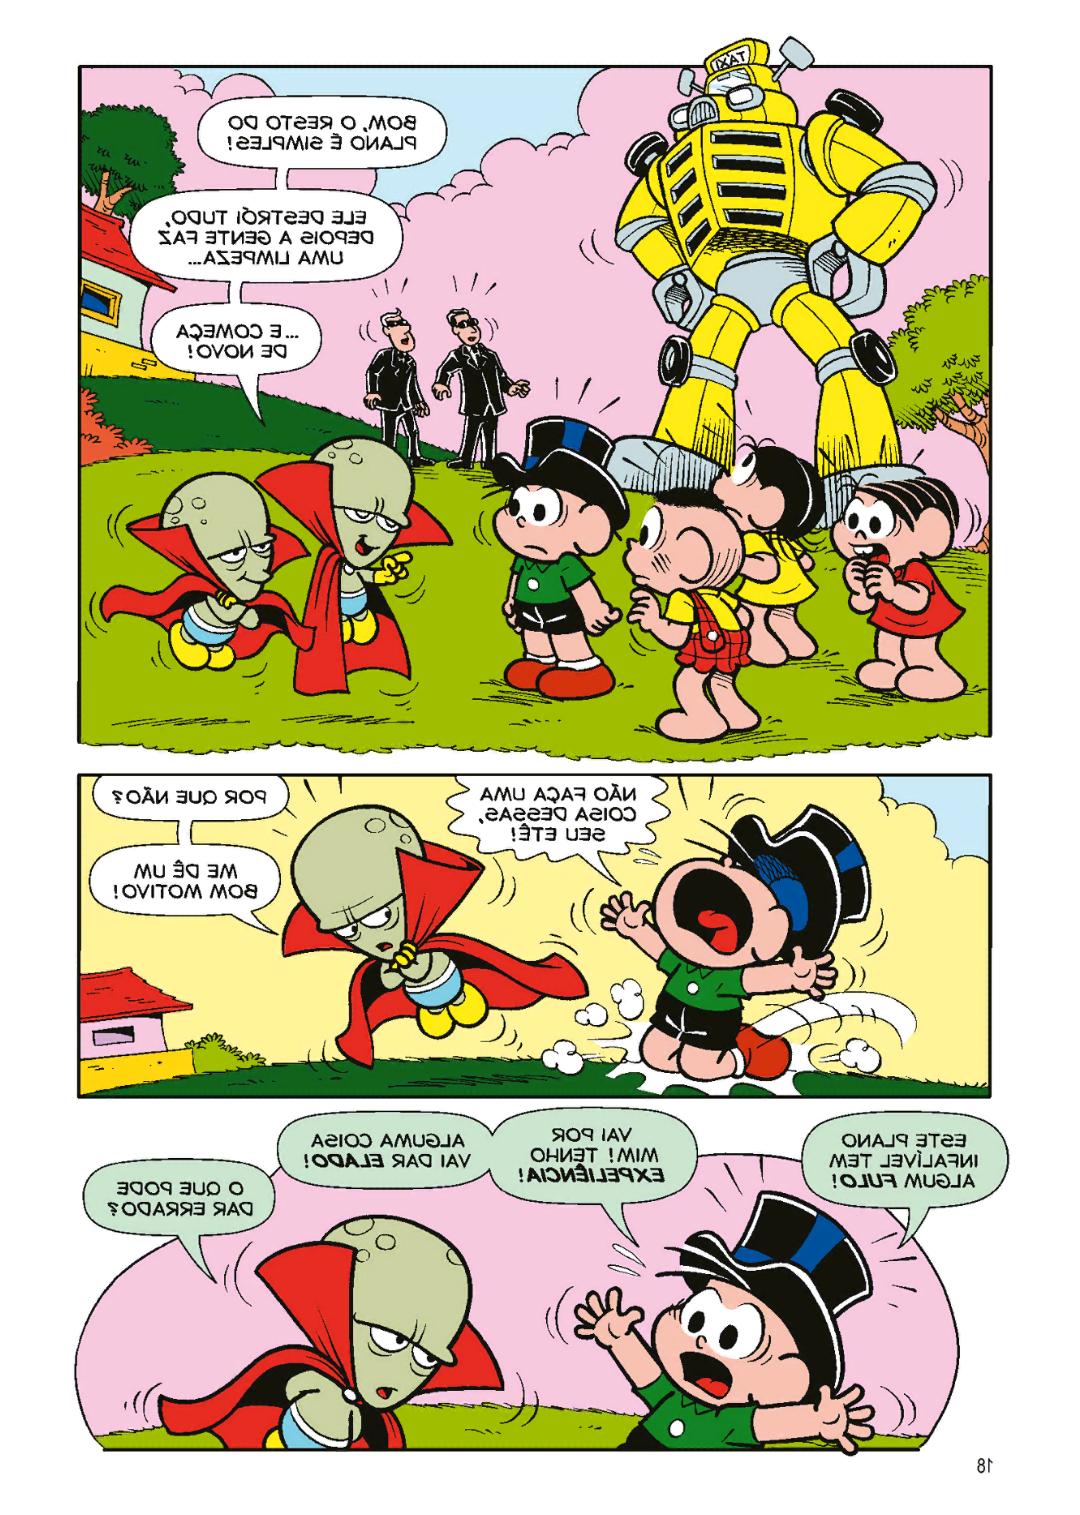 TÁXI
BOM, O RESTO DO
PLANO É SIMPLES!
ELE DESTRÓI TUDO,
DEPOIS A GENTE FAZ
UMA LIMPEZA...
...E COMEÇA
DE NOVO!
NÃO FAÇA UMA
COISA DESSAS,
SEU ETÊ!
POR QUE NÃO?
ME DÊ UM
BOM MOTIVO!
ESTE PLANO
INFALÍVEL TEM
ALGUM FULO!
VAI POR
MIM! TENHO
EXPELIÊNCIA!
ALGUMA COISA
VAI DAR ELADO!
O QUE PODE
DAR ERRADO?
18